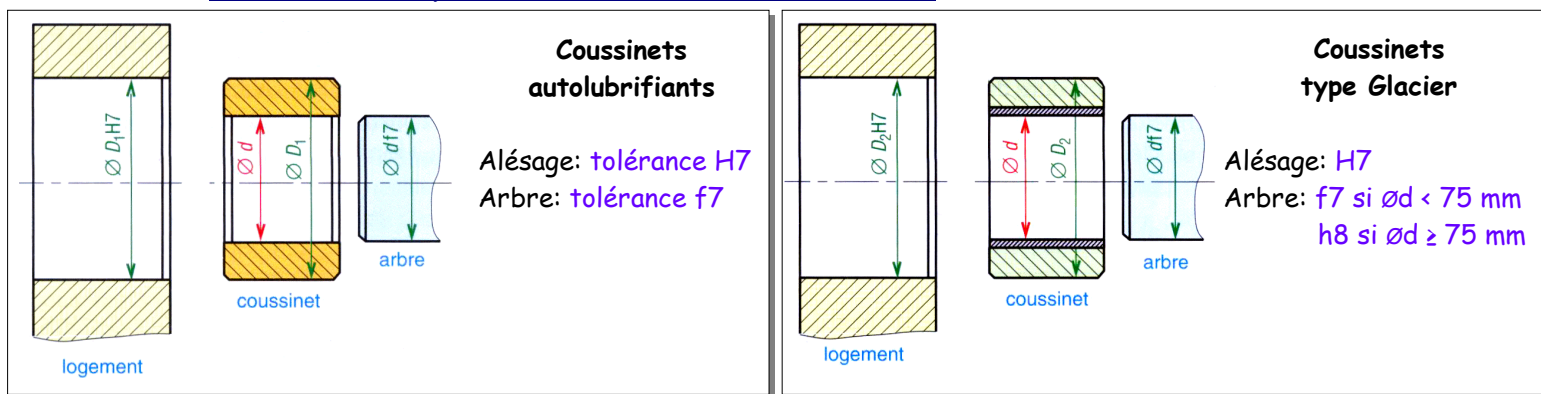 Coussinets
autolubrifiants
Alésage: tolérance H7
Arbre: tolérance f7
Ø D1H7
Ø d
Ø D1
Ø df7
arbre
coussinet
logement
Coussinets
type Glacier
Alésage: H7
Arbre: f7 si ød < 75 mm
h8 si ød ≥ 75 mm
Ø D2H7
Ø d
Ø D2
Ø df7
arbre
coussinet
logement